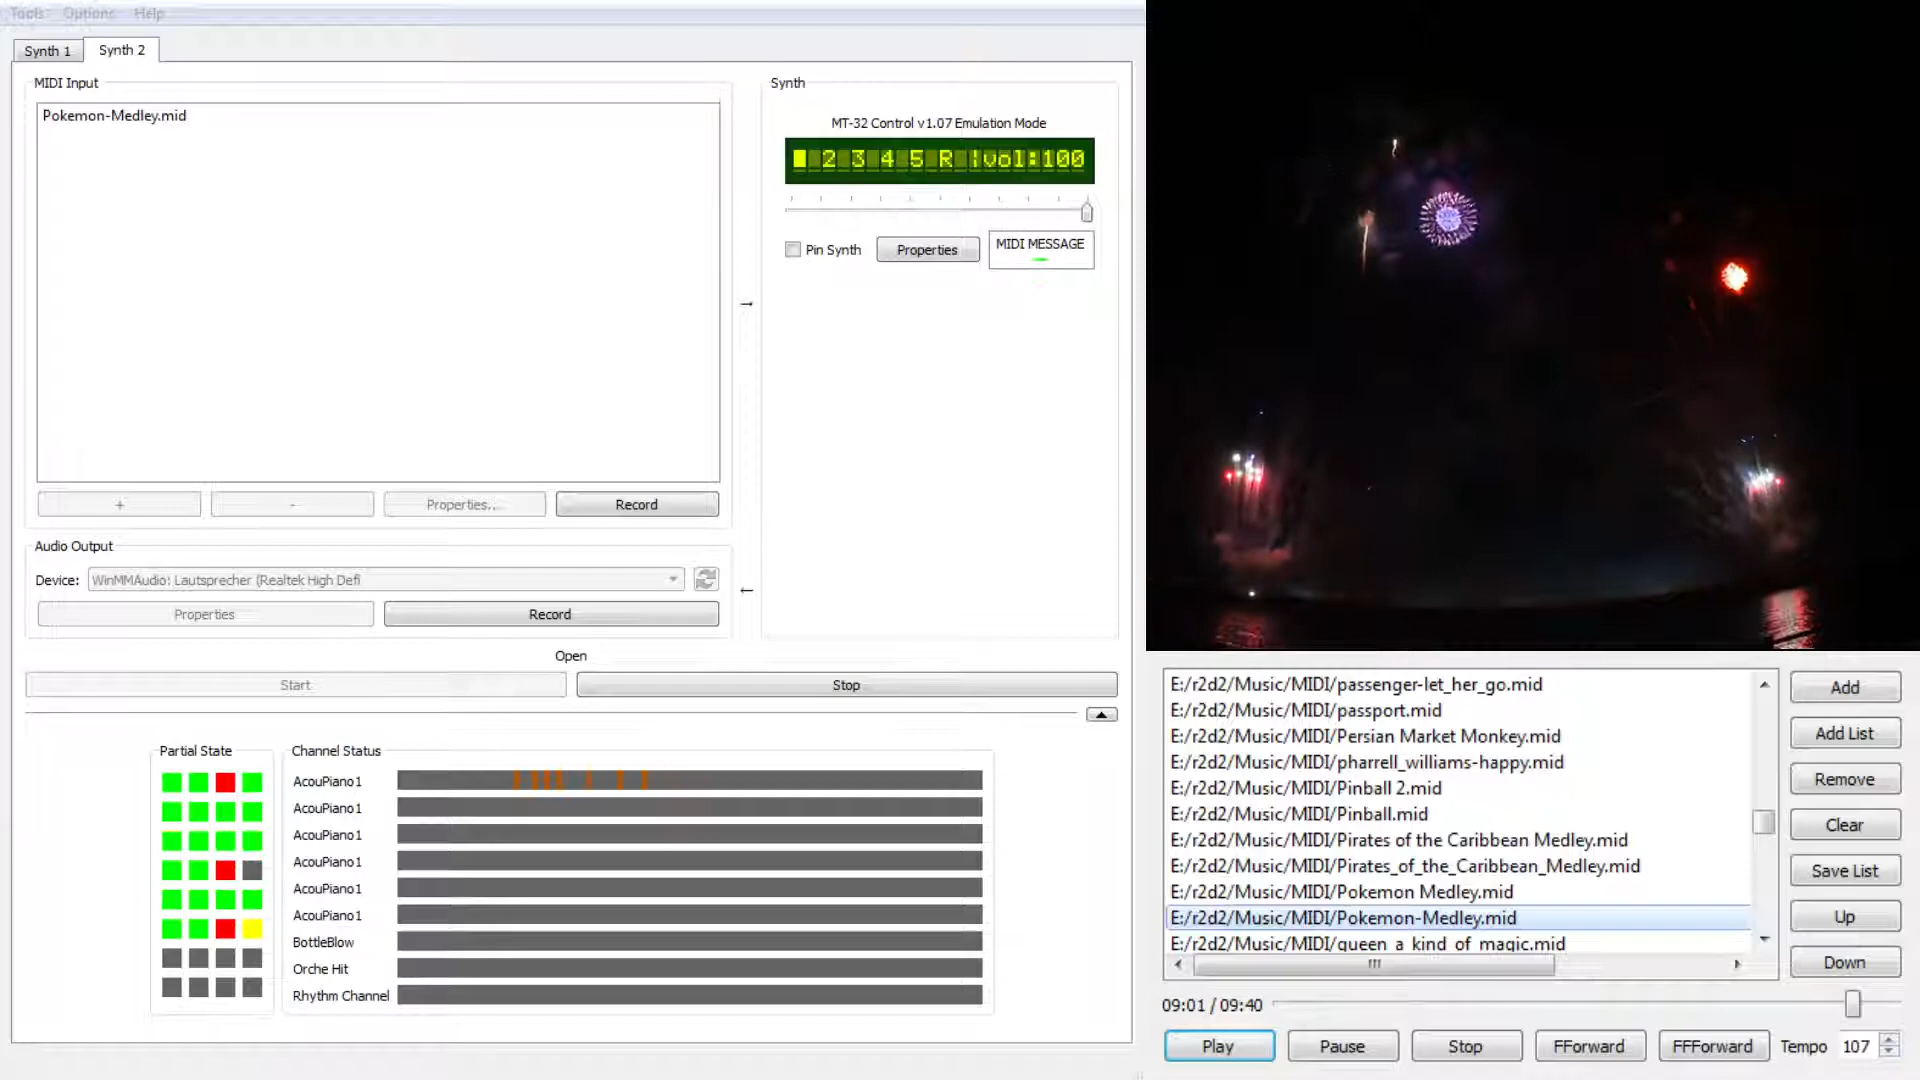 Tools Options Help
Synth 1 Synth 2
MIDI Input
Pokemon-Medley.mid
+ - Properties... Record
Audio Output
Device: WinMMAudio: Lautsprecher (Realtek High Defi
Properties Record
Synth
MT-32 Control v1.07 Emulation Mode
2 3 4 5 R |vol:100
Pin Synth Properties MIDI MESSAGE
Open
Start Stop
Partial State Channel Status
AcouPiano1
AcouPiano1
AcouPiano1
AcouPiano1
AcouPiano1
AcouPiano1
BottleBlow
Orche Hit
Rhythm Channel
E:/r2d2/Music/MIDI/passenger-let_her_go.mid
E:/r2d2/Music/MIDI/passport.mid
E:/r2d2/Music/MIDI/Persian Market Monkey.mid
E:/r2d2/Music/MIDI/pharrell_williams-happy.mid
E:/r2d2/Music/MIDI/Pinball 2.mid
E:/r2d2/Music/MIDI/Pinball.mid
E:/r2d2/Music/MIDI/Pirates of the Caribbean Medley.mid
E:/r2d2/Music/MIDI/Pirates_of_the_Caribbean_Medley.mid
E:/r2d2/Music/MIDI/Pokemon Medley.mid
E:/r2d2/Music/MIDI/Pokemon-Medley.mid
E:/r2d2/Music/MIDI/queen_a_kind_of_magic.mid
Add
Add List
Remove
Clear
Save List
Up
Down
09:01 / 09:40
Play Pause Stop FForward FFForward Tempo 107